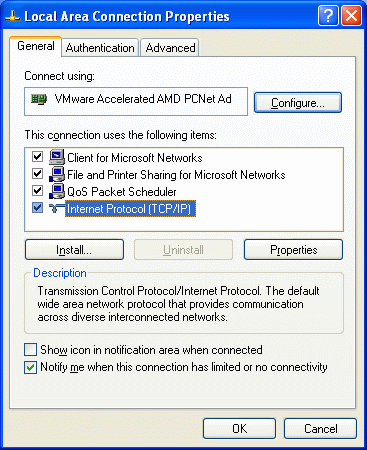 Local Area Connection Properties
General
Authentication
Advanced
Connect using:
VMware Accelerated AMD PCNet Ad
Configure...
This connection uses the following items:
Client for Microsoft Networks
File and Printer Sharing for Microsoft Networks
QoS Packet Scheduler
Internet Protocol (TCP/IP)
Install...
Uninstall
Properties
Description
Transmission Control Protocol/Internet Protocol. The default
wide area network protocol that provides communication
across diverse interconnected networks.
Show icon in notification area when connected
Notify me when this connection has limited or no connectivity
OK
Cancel